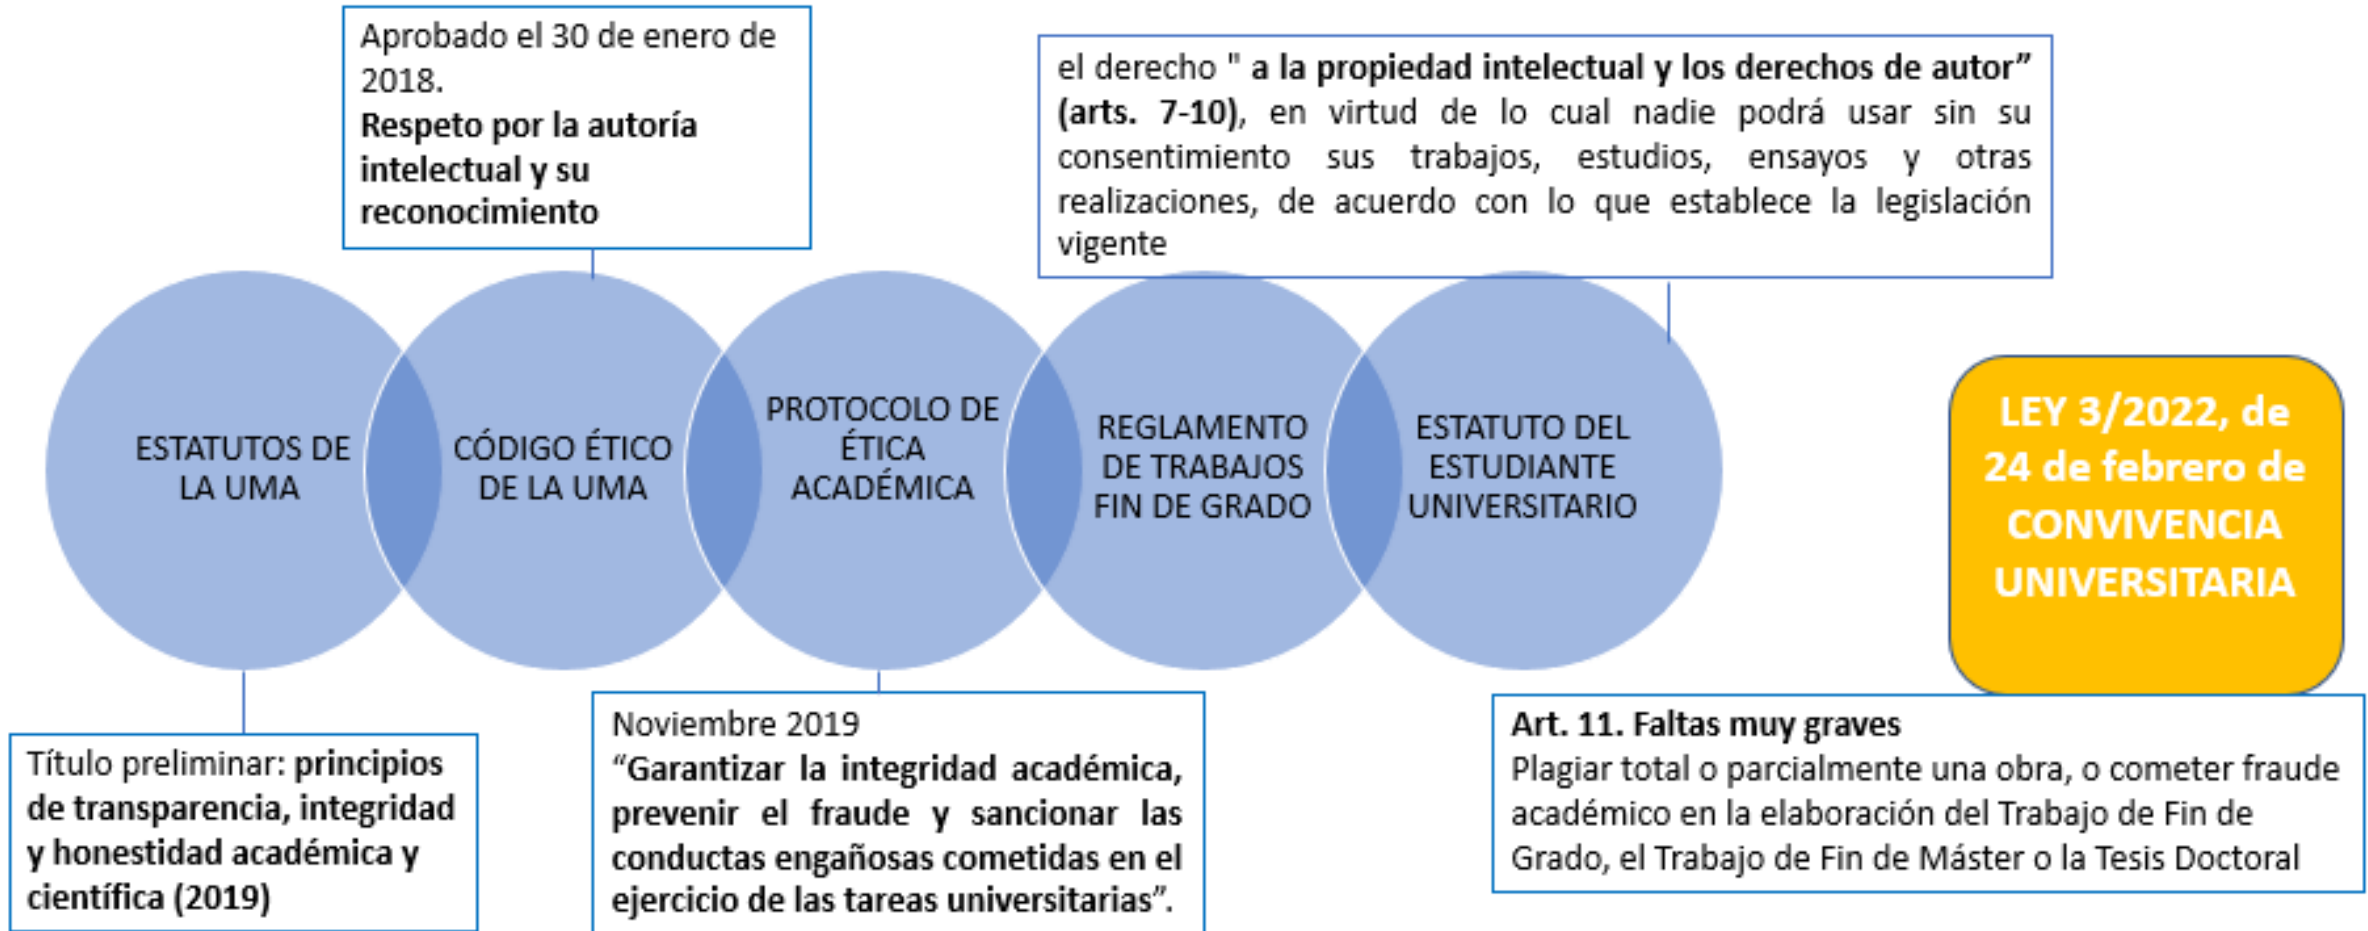 Aprobado el 30 de enero de
2018.
Respeto por la autoría
intelectual y su
reconocimiento
el derecho " a la propiedad intelectual y los derechos de autor”
(arts. 7-10), en virtud de lo cual nadie podrá usar sin su
consentimiento sus trabajos, estudios, ensayos y otras
realizaciones, de acuerdo con lo que establece la legislación
vigente
ESTATUTOS DE
LA UMA
CÓDIGO ÉTICO
DE LA UMA
PROTOCOLO DE
ÉTICA
ACADÉMICA
REGLAMENTO
DE TRABAJOS
FIN DE GRADO
ESTATUTO DEL
ESTUDIANTE
UNIVERSITARIO
LEY 3/2022, de
24 de febrero de
CONVIVENCIA
UNIVERSITARIA
Título preliminar: principios
de transparencia, integridad
y honestidad académica y
científica (2019)
Noviembre 2019
“Garantizar la integridad académica,
prevenir el fraude y sancionar las
conductas engañosas cometidas en el
ejercicio de las tareas universitarias”.
Art. 11. Faltas muy graves
Plagiar total o parcialmente una obra, o cometer fraude
académico en la elaboración del Trabajo de Fin de
Grado, el Trabajo de Fin de Máster o la Tesis Doctoral